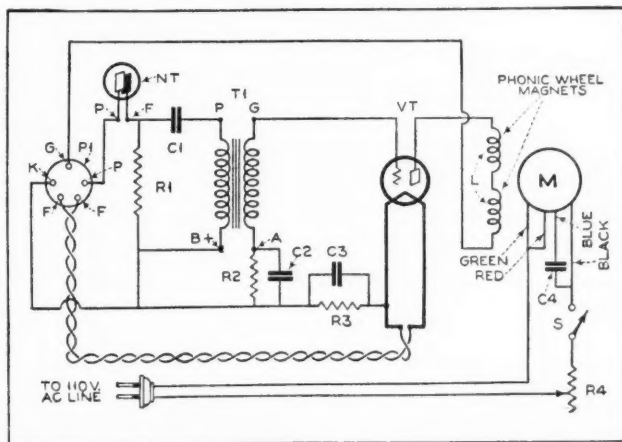 NT
P F
T1
P G
VT
PHONIC WHEEL
MAGNETS
G P1
K P
F F
C1
R1
L
M
B+ A
C2
C3
R2
R3
GREEN
RED
BLUE
BLACK
C4
S
R4
TO 110V.
AC LINE